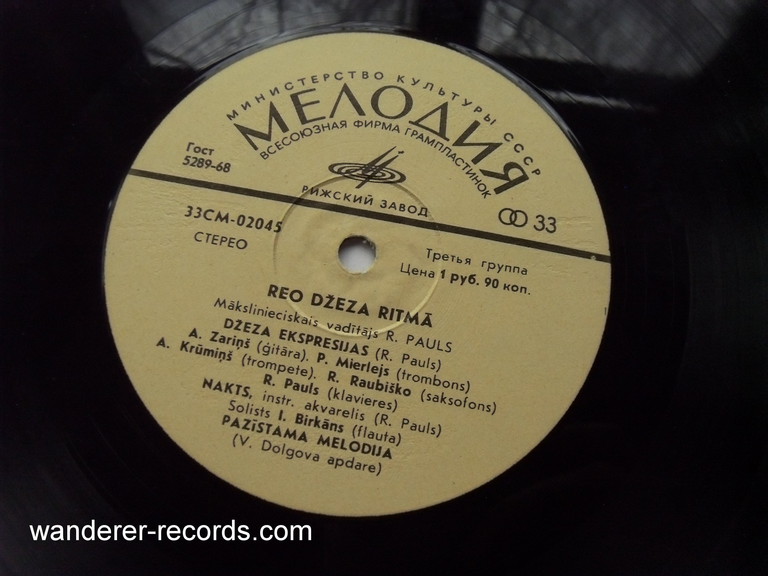 МИНИСТЕРСТВО КУЛЬТУРЫ СССР
МЕЛОДИЯ
ВСЕСОЮЗНАЯ ФИРМА ГРАМПЛАСТИНОК
Гост
5289-68
РИЖСКИЙ ЗАВОД
33
33СМ-02045
СТЕРЕО
Третья группа
Цена 1 руб. 90 коп.
REO DŽEZA RITMĀ
Mākslinieciskais vadītājs R. PAULS
DŽEZA EKSPRESIJAS (R. Pauls)
A. Zariņš (ģitāra). P. Mierlejs (trombons)
A. Krūmiņš (trompete). R. Raubiško (saksofons)
R. Pauls (klavieres)
NAKTS, instr. akvarelis (R. Pauls)
Solists I. Birkāns (flauta)
PAZĪSTAMA MELODIJA
(V. Dolgova apdare)
wanderer-records.com